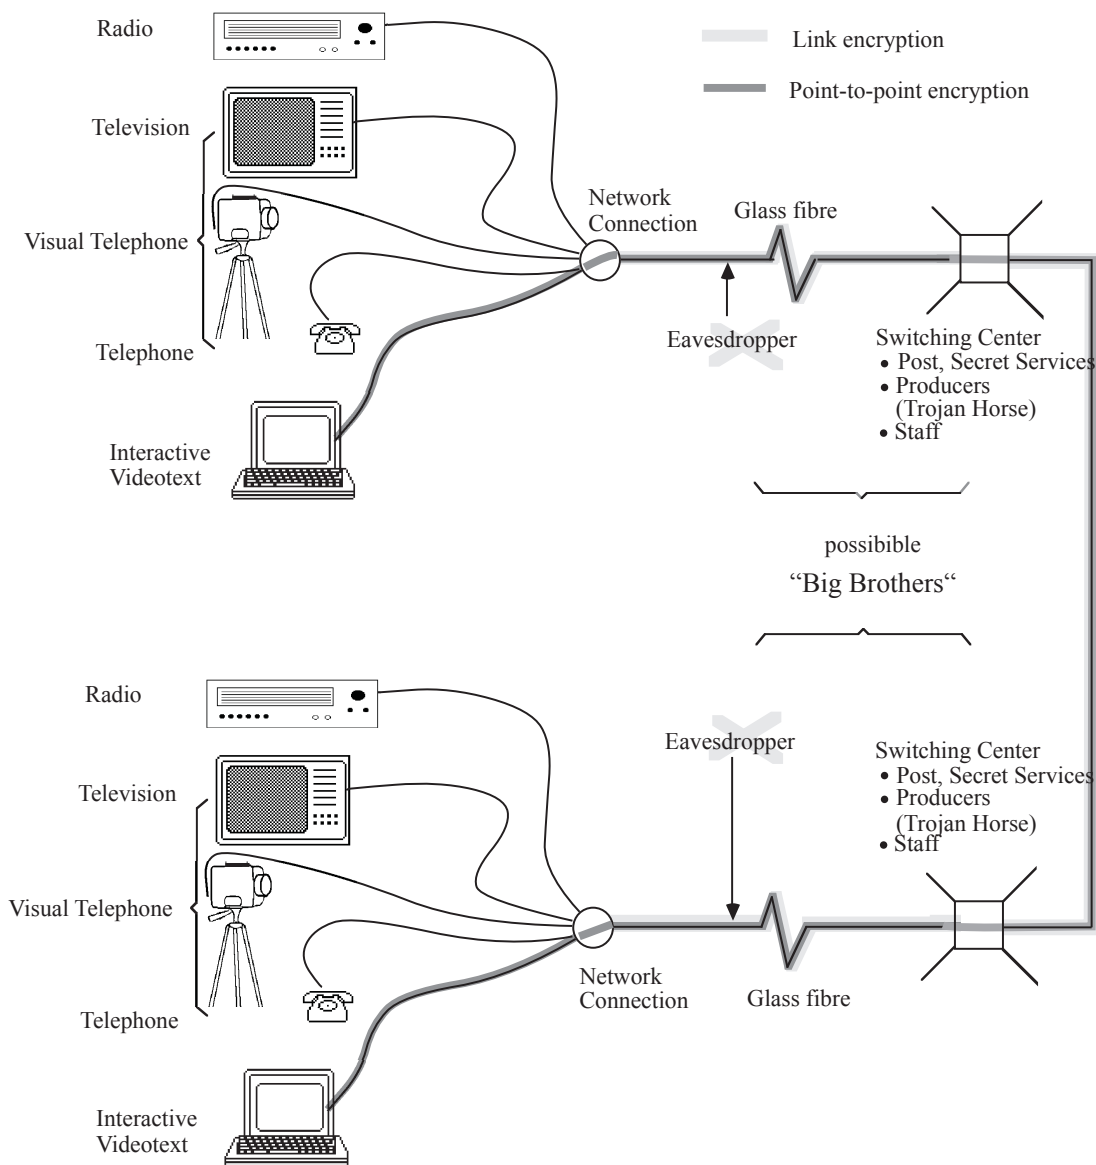 Radio
Link encryption
Point-to-point encryption
Television
Network
Connection
Glass fibre
Visual Telephone
Eavesdropper
Telephone
Switching Center
• Post, Secret Services
• Producers
(Trojan Horse)
• Staff
Interactive
Videotext
possibible
“Big Brothers“
Radio
Eavesdropper
Switching Center
• Post, Secret Services
• Producers
(Trojan Horse)
• Staff
Television
Visual Telephone
Network
Connection
Glass fibre
Telephone
Interactive
Videotext